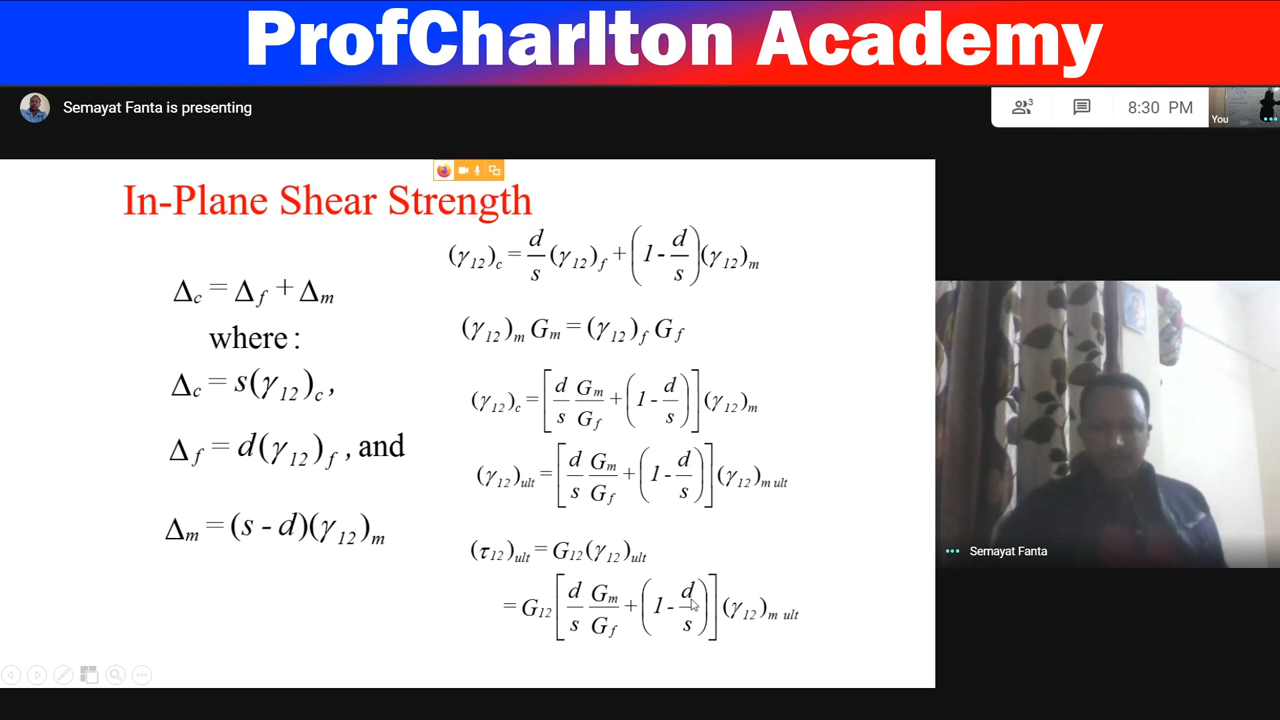 ProfCharlton Academy
Semayat Fanta is presenting
3
8:30 PM
You
In-Plane Shear Strength
Δc = Δf + Δm
where:
Δc = s(γ12)c ,
Δf = d(γ12)f , and
Δm = (s - d)(γ12)m
(γ12)c = d/s (γ12)f + (1 - d/s)(γ12)m
(γ12)m Gm = (γ12)f Gf
(γ12)c = [d/s Gm/Gf + (1 - d/s)](γ12)m
(γ12)ult = [d/s Gm/Gf + (1 - d/s)](γ12)m ult
(τ12)ult = G12(γ12)ult
= G12[d/s Gm/Gf + (1 - d/s)](γ12)m ult
Semayat Fanta